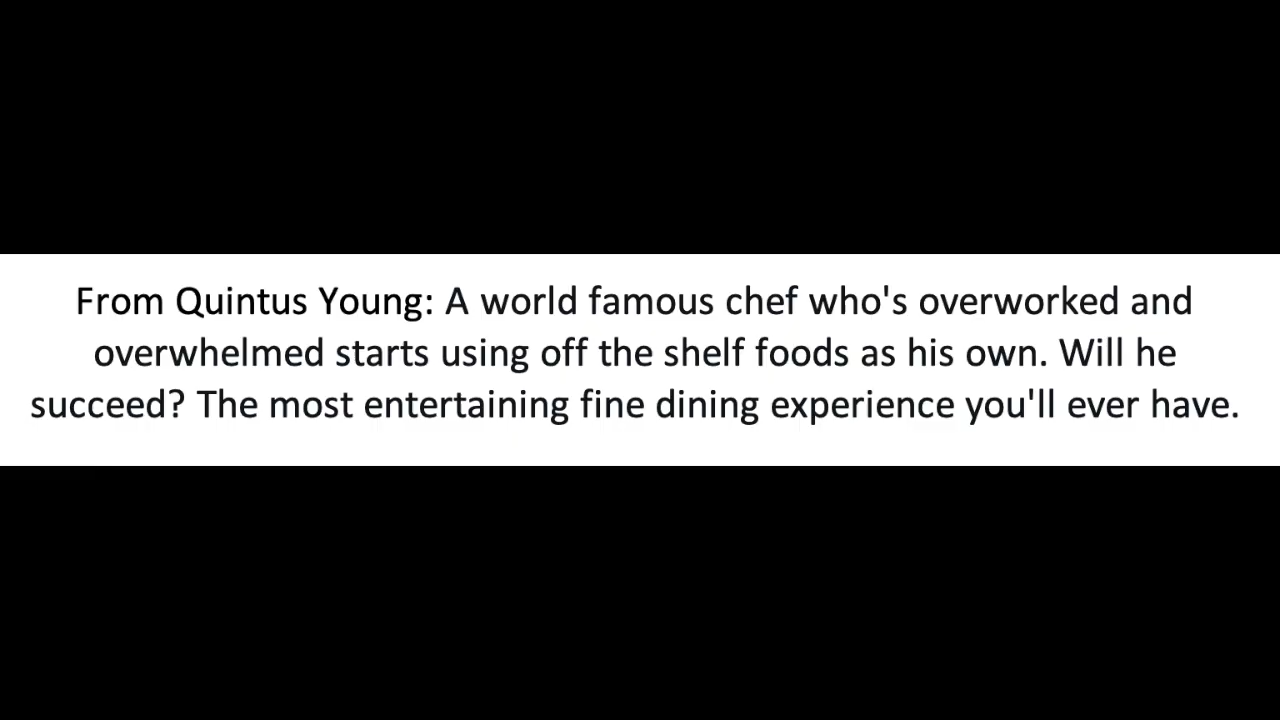 From Quintus Young: A world famous chef who's overworked and
overwhelmed starts using off the shelf foods as his own. Will he
succeed? The most entertaining fine dining experience you'll ever have.